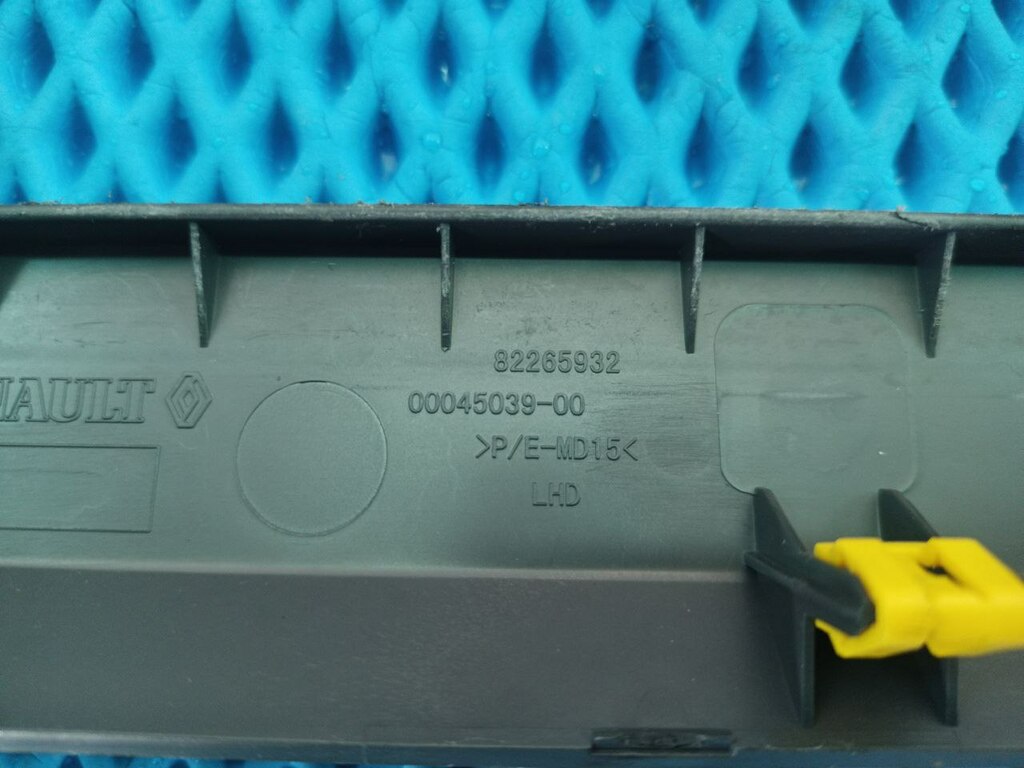 82265932
NAULT
00045039-00
>P/E-MD15<
LHD